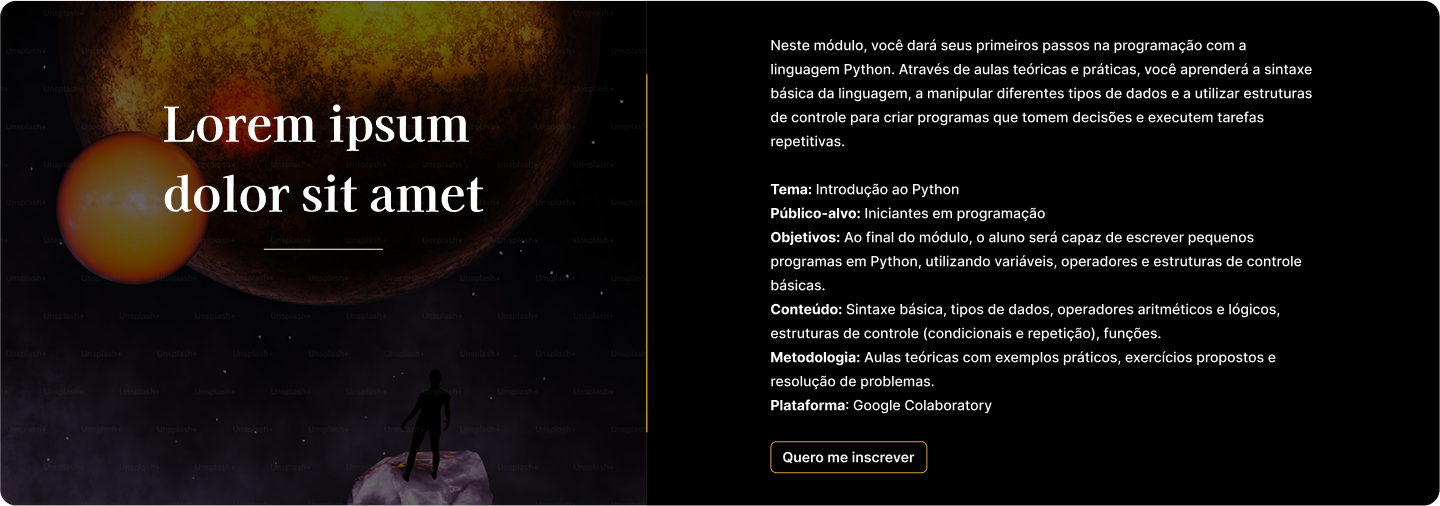 Lorem ipsum
dolor sit amet
Neste módulo, você dará seus primeiros passos na programação com a
linguagem Python. Através de aulas teóricas e práticas, você aprenderá a sintaxe
básica da linguagem, a manipular diferentes tipos de dados e a utilizar estruturas
de controle para criar programas que tomem decisões e executem tarefas
repetitivas.
Tema: Introdução ao Python
Público-alvo: Iniciantes em programação
Objetivos: Ao final do módulo, o aluno será capaz de escrever pequenos
programas em Python, utilizando variáveis, operadores e estruturas de controle
básicas.
Conteúdo: Sintaxe básica, tipos de dados, operadores aritméticos e lógicos,
estruturas de controle (condicionais e repetição), funções.
Metodologia: Aulas teóricas com exemplos práticos, exercícios propostos e
resolução de problemas.
Plataforma: Google Colaboratory
Quero me inscrever